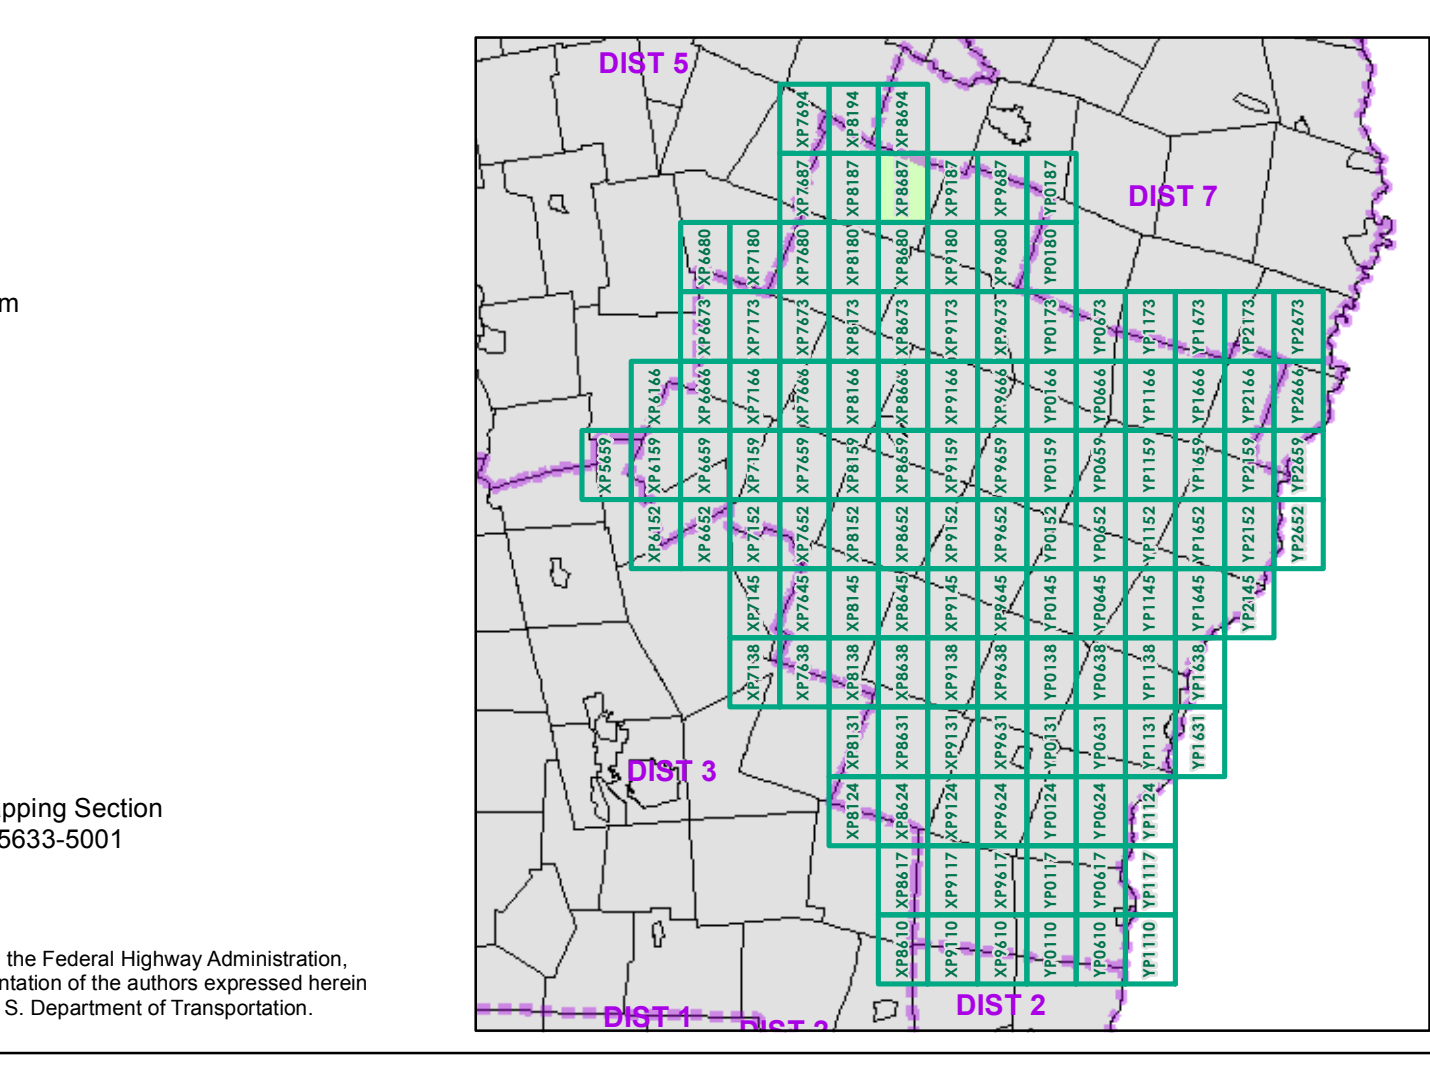 DIST 5
XP7694 XP8194 XP8694
XP7687 XP8187 XP8687 XP9187 XP9687 YP0187
DIST 7
XP6680 XP7180 XP7680 XP8180 XP8680 XP9180 XP9680 YP0180
m
XP6673 XP7173 XP7673 XP8173 XP8673 XP9173 XP9673 YP0173 YP0673 YP1173 YP1673 YP2173 YP2673
XP6166 XP6666 XP7166 XP7666 XP8166 XP8666 XP9166 XP9666 YP0166 YP0666 YP1166 YP1666 YP2166 YP2666
XP5659 XP6159 XP6659 XP7159 XP7659 XP8159 XP8659 XP9159 XP9659 YP0159 YP0659 YP1159 YP1659 YP2159 YP2659
XP6152 XP6652 XP7152 XP7652 XP8152 XP8652 XP9152 XP9652 YP0152 YP0652 YP1152 YP1652 YP2152 YP2652
XP7145 XP7645 XP8145 XP8645 XP9145 XP9645 YP0145 YP0645 YP1145 YP1645 YP2145
XP7138 XP7638 XP8138 XP8638 XP9138 XP9638 YP0138 YP0638 YP1138 YP1638
XP8131 XP8631 XP9131 XP9631 YP0131 YP0631 YP1131 YP1631
DIST 3
pping Section
5633-5001
XP8124 XP8624 XP9124 XP9624 YP0124 YP0624 YP1124
XP8617 XP9117 XP9617 YP0117 YP0617 YP1117
XP8610 XP9110 XP9610 YP0110 YP0610 YP1110
the Federal Highway Administration,
ntation of the authors expressed herein
S. Department of Transportation.
DIST 2
DIST 1
DIST 2